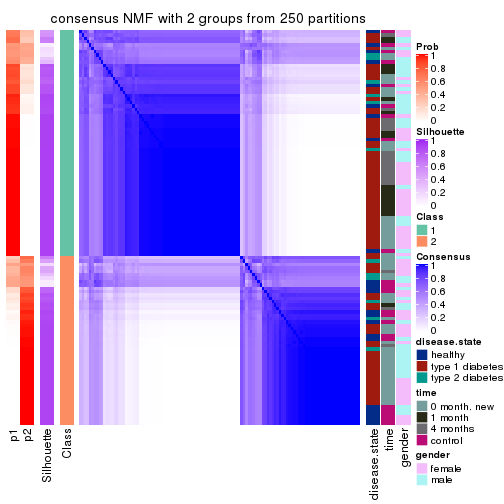 consensus NMF with 2 groups from 250 partitions
p1
p2
Silhouette
Class
disease.state
time
gender
Prob
1
0.8
0.6
0.4
0.2
0
Silhouette
1
0.8
0.6
0.4
0.2
0
Class
1
2
Consensus
1
0.8
0.6
0.4
0.2
0
disease.state
healthy
type 1 diabetes
type 2 diabetes
time
0 month. new
1 month
4 months
control
gender
female
male